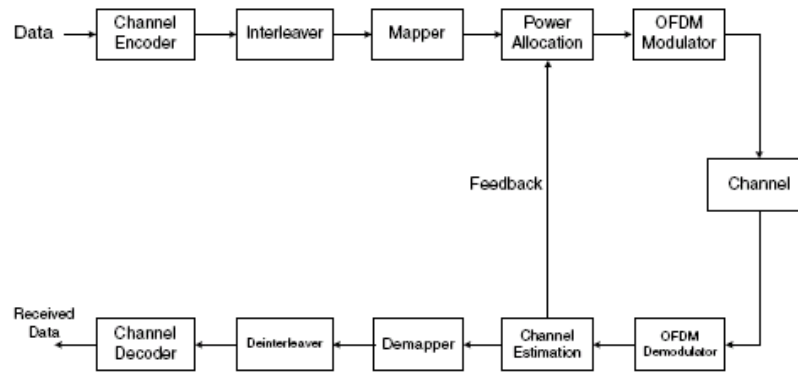 Data
Channel
Encoder
Interleaver
Mapper
Power
Allocation
OFDM
Modulator
Feedback
Channel
Received
Data
Channel
Decoder
Deinterleaver
Demapper
Channel
Estimation
OFDM
Demodulator